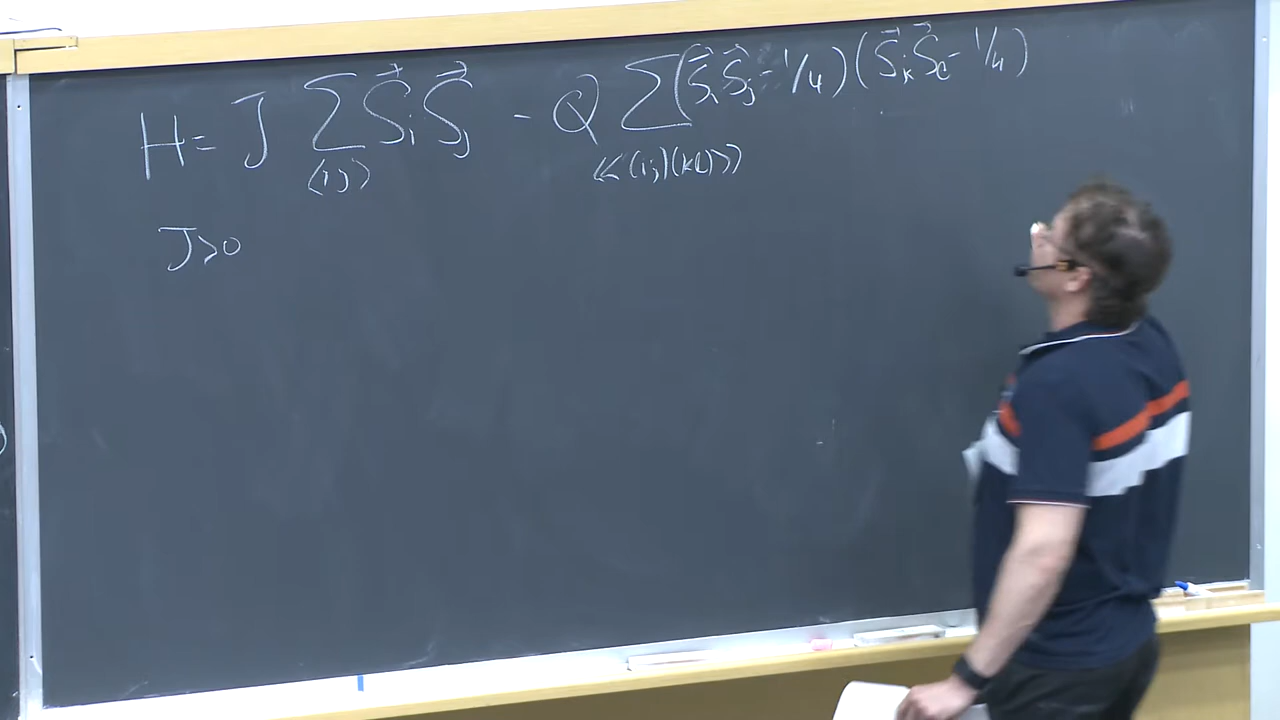 H = J ∑ S⃗i S⃗j - Q ∑ (S⃗i S⃗j - 1/4) (S⃗k S⃗l - 1/4)
⟨ij⟩ ⟨⟨(ij)(kl)⟩⟩
J>0